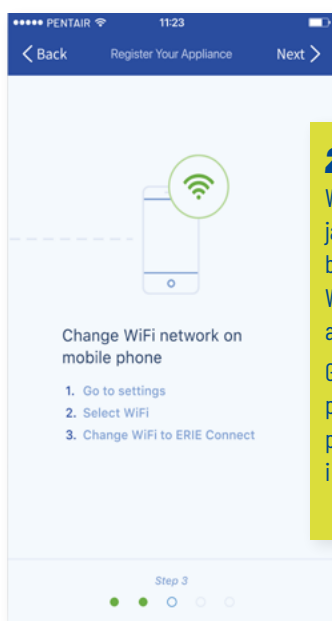 PENTAIR 11:23
Back Register Your Appliance Next
Change WiFi network on
mobile phone
1. Go to settings
2. Select WiFi
3. Change WiFi to ERIE Connect
Step 3